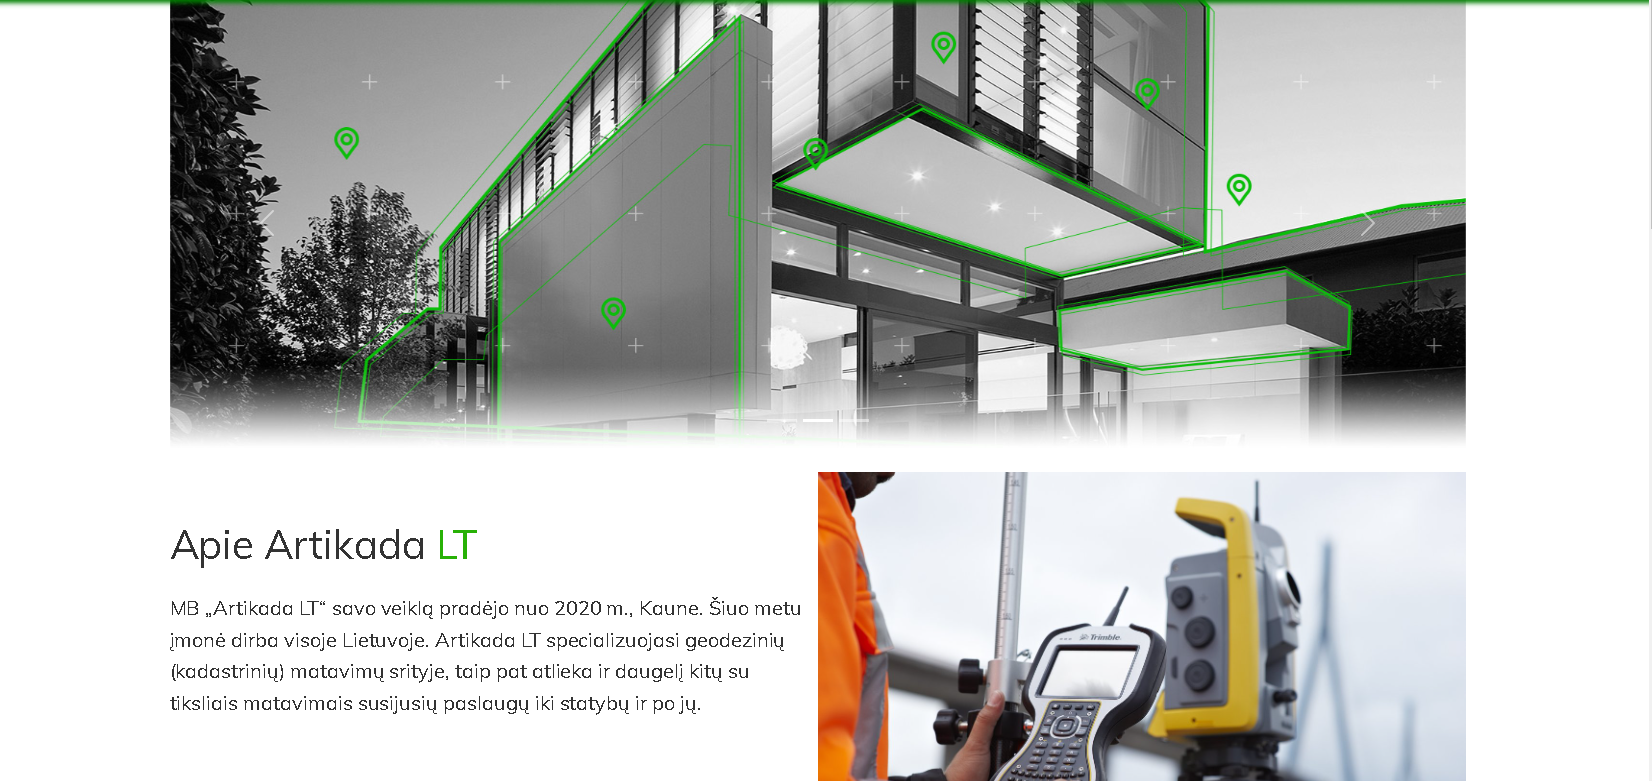 Apie Artikada LT
MB „Artikada LT“ savo veiklą pradėjo nuo 2020 m., Kaune. Šiuo metu
įmonė dirba visoje Lietuvoje. Artikada LT specializuojasi geodezinių
(kadastrinių) matavimų srityje, taip pat atlieka ir daugelį kitų su
tiksliais matavimais susijusių paslaugų iki statybų ir po jų.
Trimble.